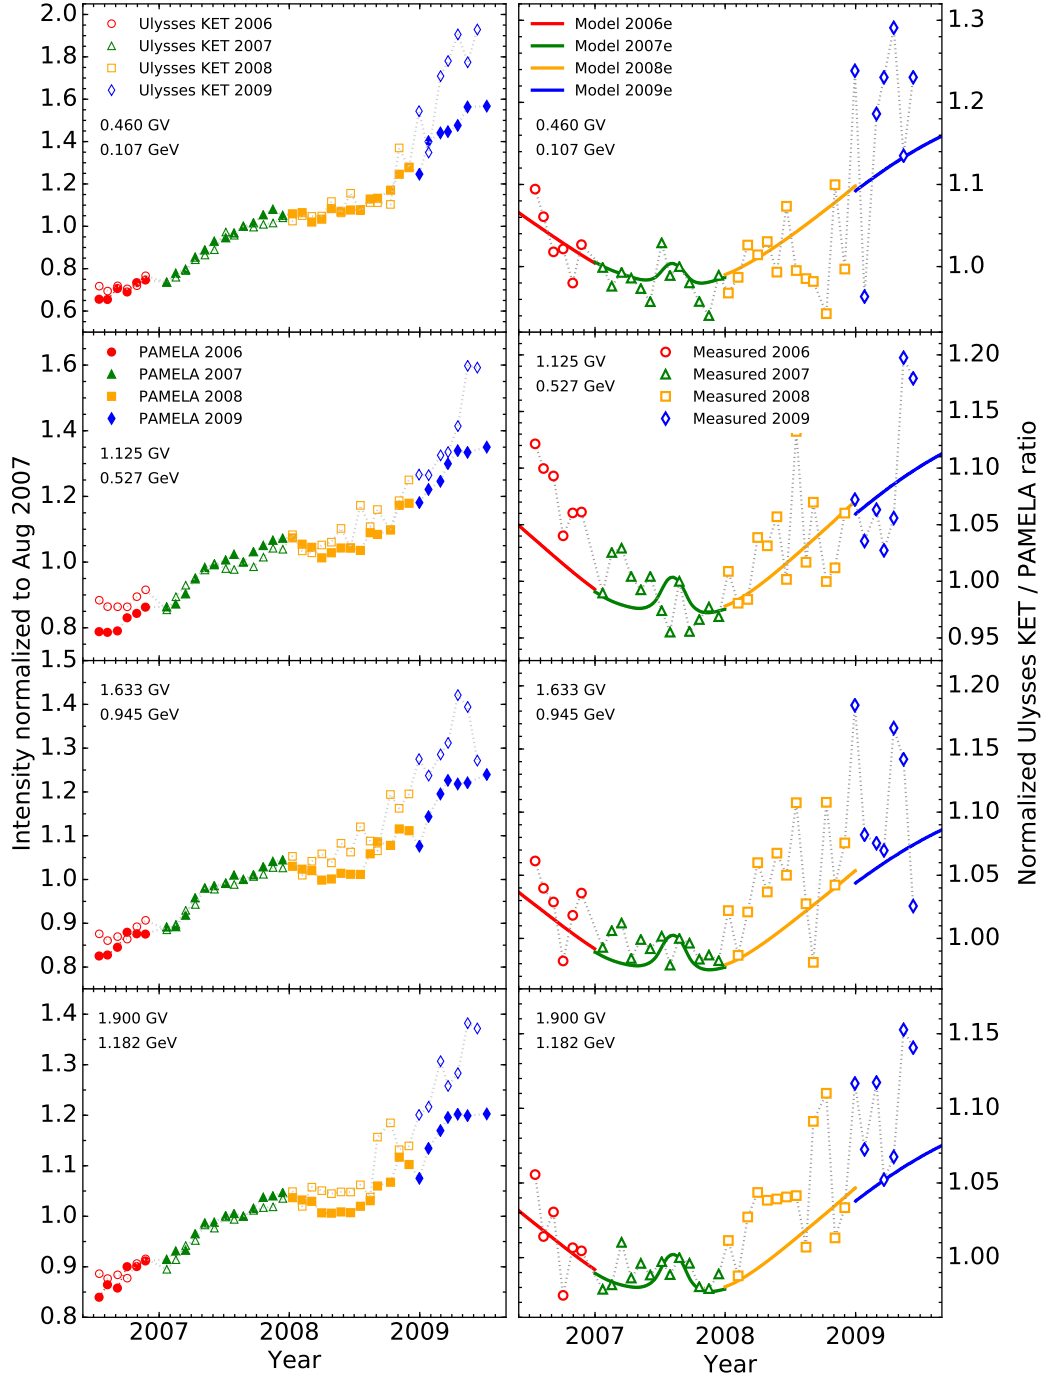 Intensity normalized to Aug 2007
2.0
1.8
1.6
1.4
1.2
1.0
0.8
0.6
Ulysses KET 2006
Ulysses KET 2007
Ulysses KET 2008
Ulysses KET 2009
0.460 GV
0.107 GeV
Model 2006e
Model 2007e
Model 2008e
Model 2009e
0.460 GV
0.107 GeV
1.3
1.2
1.1
1.0
1.6
1.4
1.2
1.0
0.8
PAMELA 2006
PAMELA 2007
PAMELA 2008
PAMELA 2009
1.125 GV
0.527 GeV
1.125 GV
0.527 GeV
Measured 2006
Measured 2007
Measured 2008
Measured 2009
1.20
1.15
1.10
1.05
1.00
0.95
1.5
1.4
1.3
1.2
1.1
1.0
0.9
0.8
1.633 GV
0.945 GeV
1.633 GV
0.945 GeV
1.20
1.15
1.10
1.05
1.00
1.4
1.3
1.2
1.1
1.0
0.9
0.8
1.900 GV
1.182 GeV
1.900 GV
1.182 GeV
1.15
1.10
1.05
1.00
Normalized Ulysses KET / PAMELA ratio
2007 2008 2009
Year
2007 2008 2009
Year